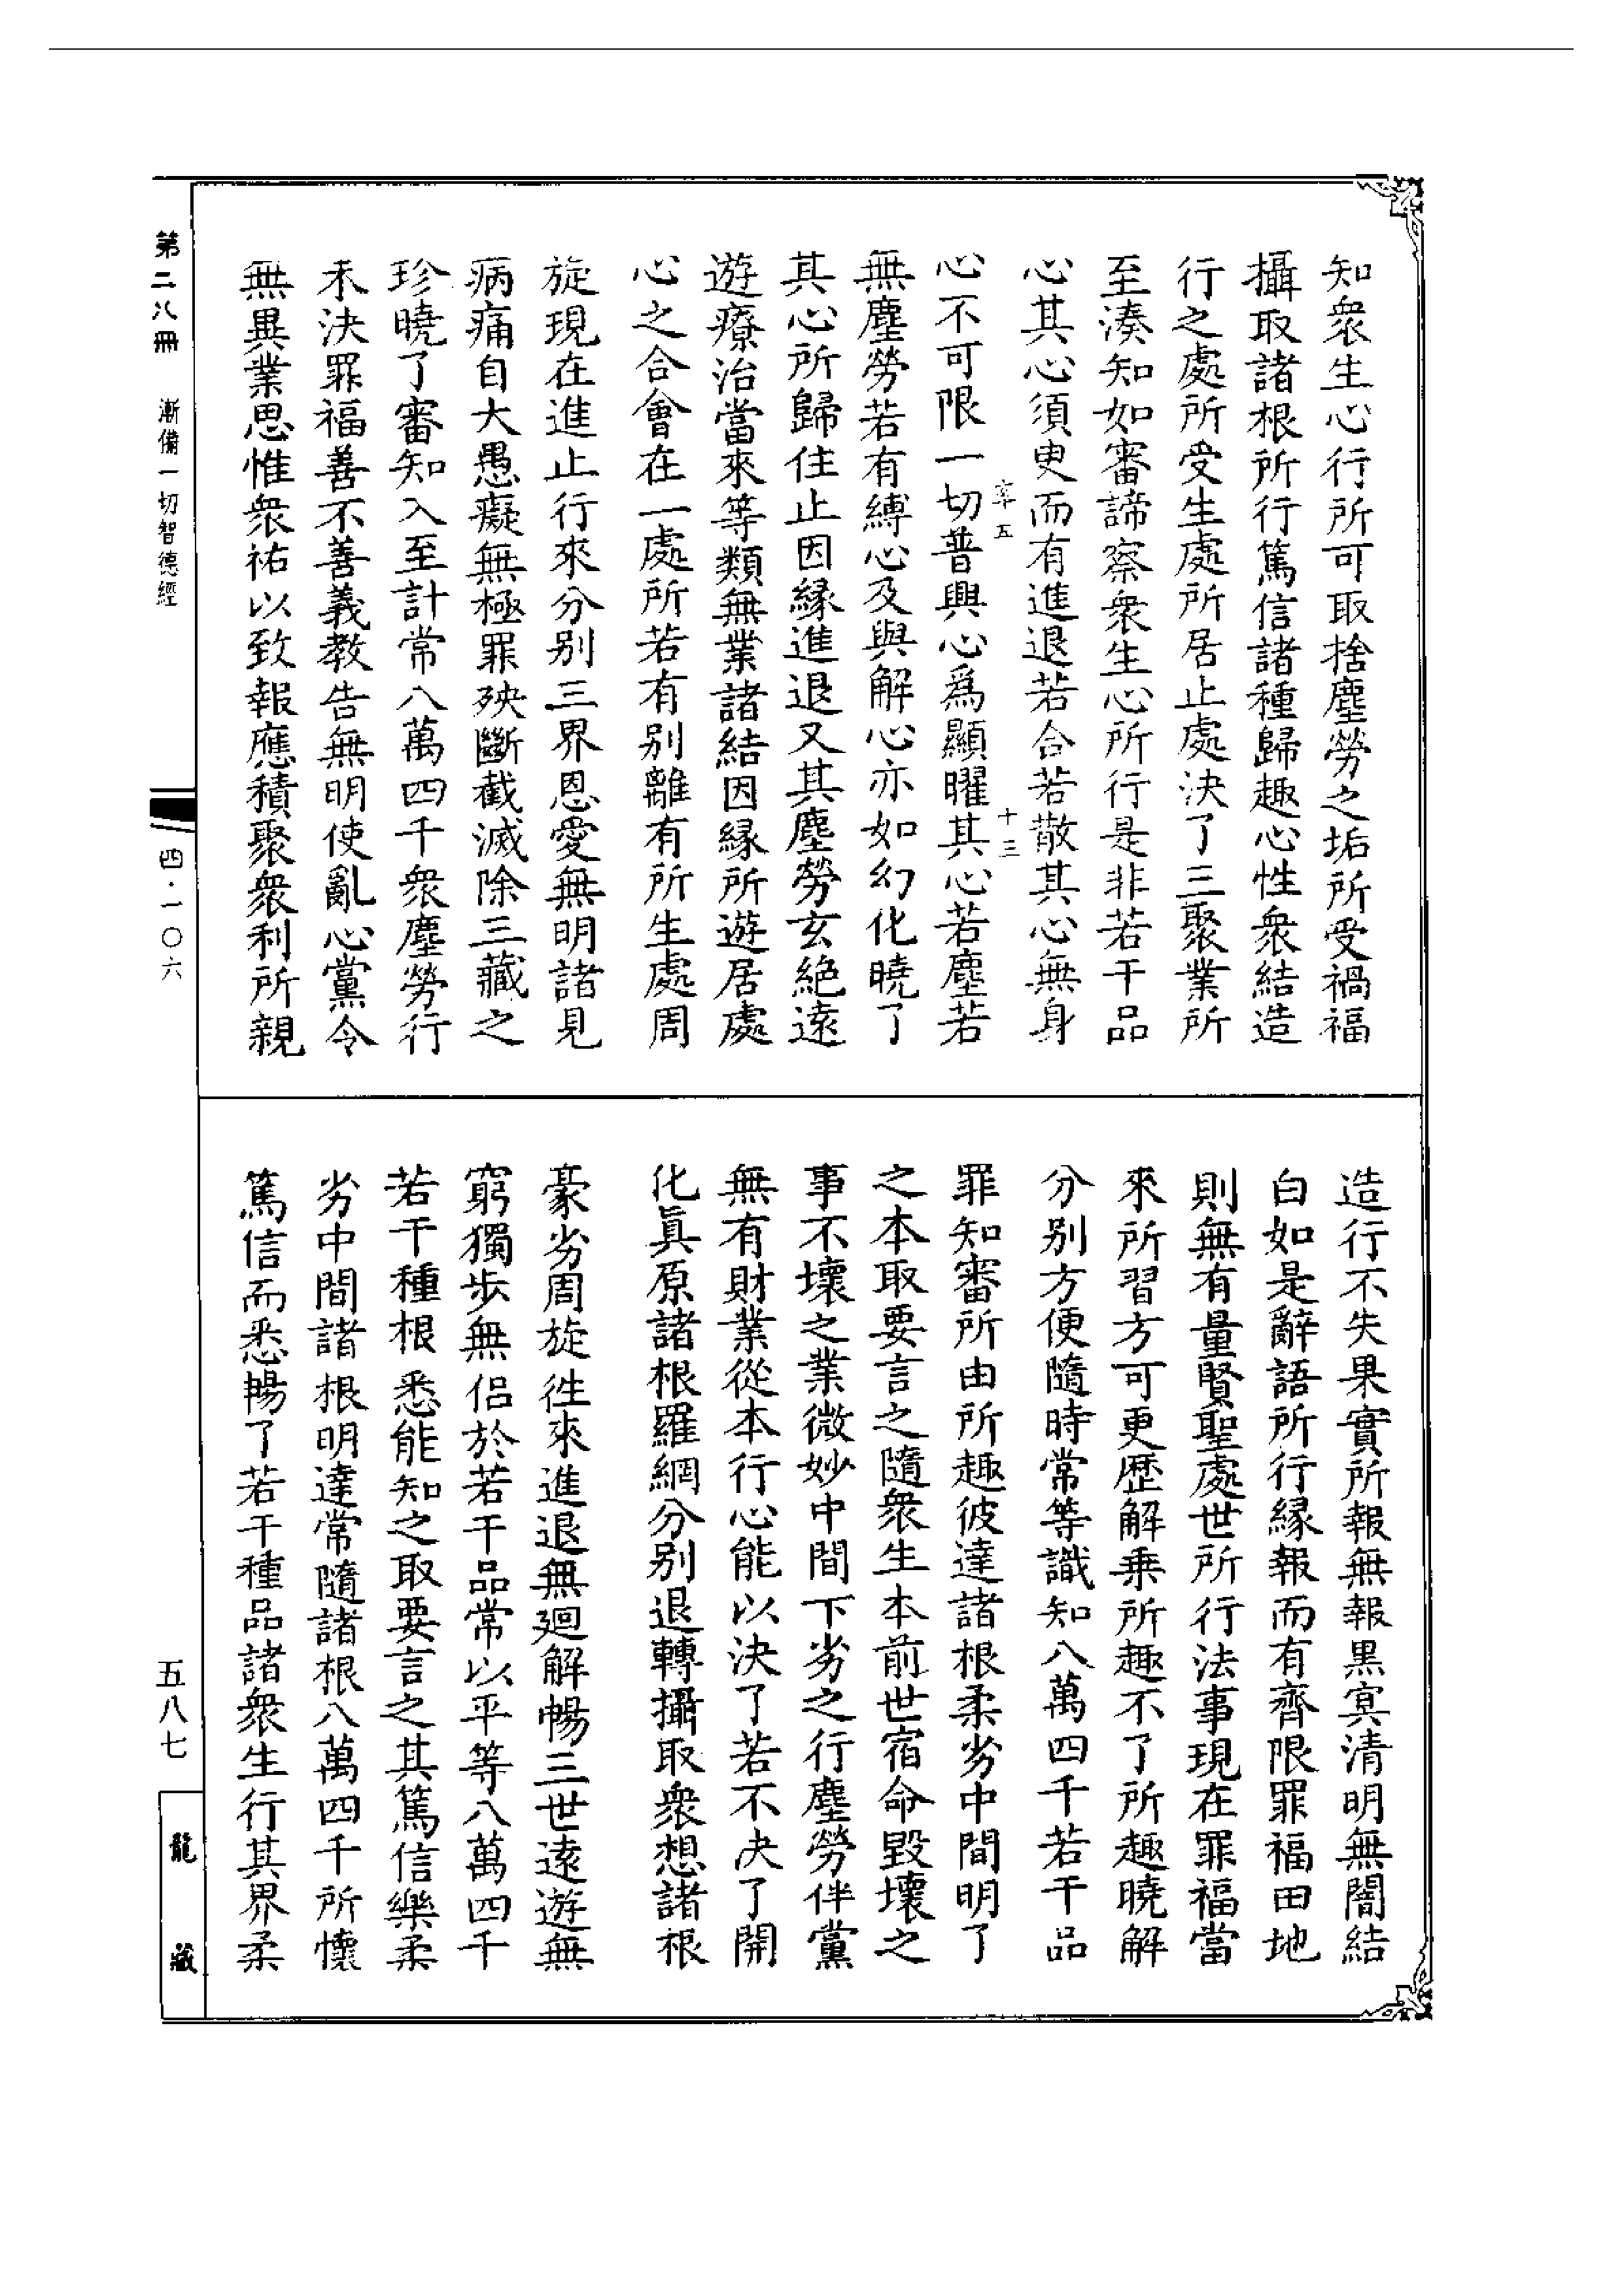 知衆生心行所可取捨塵勞之垢所受禍福
攝取諸根所行篤信諸種歸趣心性衆結造
行之處所受生處所居止處決了三聚業所
至湊知如審諦察衆生心所行是非若干品
心其心須臾而有進退若合若散其心無身
章五
十三
心不可限一切普興心爲顯曜其心若塵若
無塵勞若有縛心及與解心亦如幻化曉了
其心所歸住止因緣進退又其塵勞玄絕遠
遊療治當來等類無業諸結因緣所遊居處
心之合會在一處所若有別離有所生處周
旋現在進止行來分別三界恩愛無明諸見
病痛自大愚癡無極罪殃斷截滅除三藏之
珍曉了審知入至計常八萬四千衆塵勞行
禾決罪福善不善義教告無明使亂心黨令
無異業思惟衆祐以致報應積聚衆利所親
造行不失果實所報無報黑冥清明無闇結
白如是辭語所行緣報而有齊限罪福田地
則無有量賢聖處世所行法事現在罪福當
來所習方可更歷解乘所趣不了所趣曉解
分別方便隨時常等識知八萬四千若干品
罪知審所由所趣彼達諸根柔劣中間明了
之本取要言之隨衆生本前世宿命毀壞之
事不壞之業微妙中間下劣之行塵勞伴黨
無有財業從本行心能以決了若不決了開
化眞原諸根羅網分別退轉攝取衆想諸根
豪劣周旋往來進退無廻解暢三世遠遊無
窮獨步無侶於若干品常以平等八萬四千
若干種根悉能知之取要言之其篤信樂柔
劣中間諸根明達常隨諸根八萬四千所懷
篤信而悉暢了若干種品諸衆生行其界柔
第二八冊　漸備一切智德經
四·一〇六
五八七
龍藏